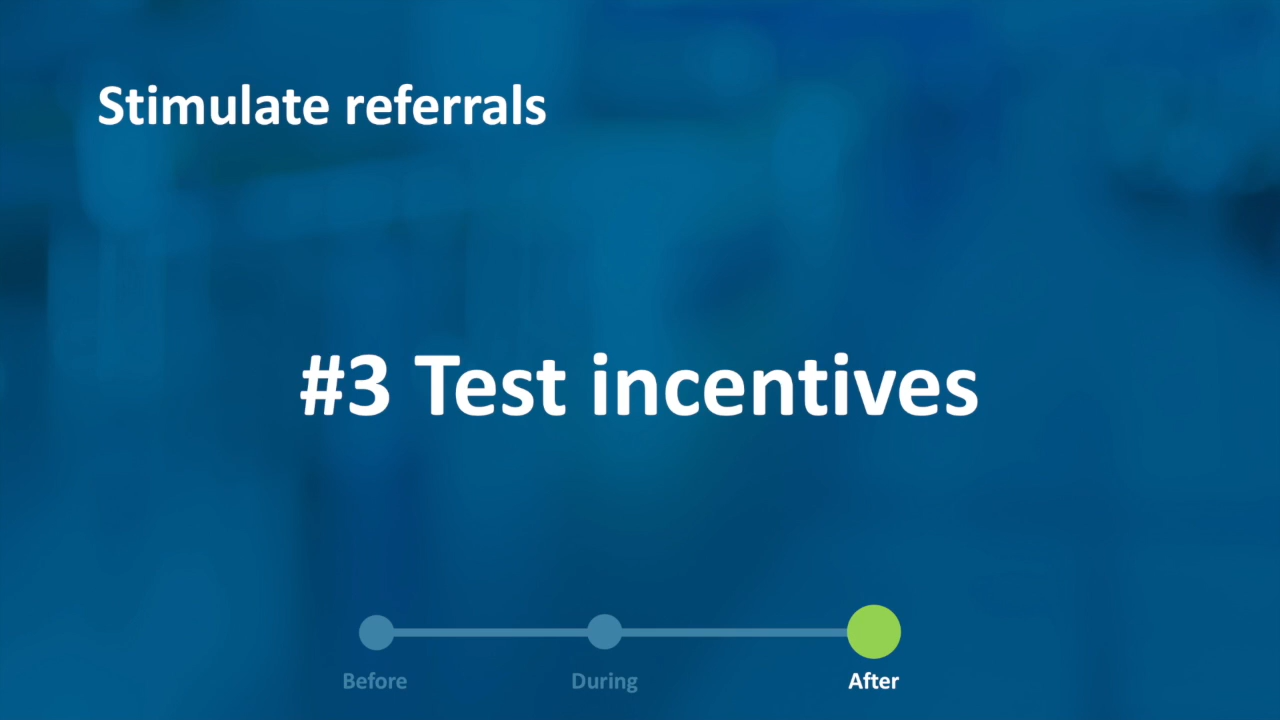 Stimulate referrals
#3 Test incentives
Before During After